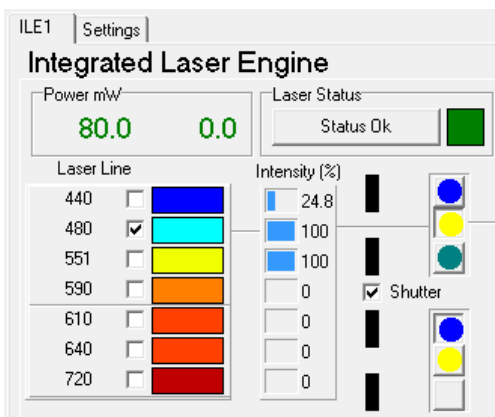 ILE1 Settings
Integrated Laser Engine
Power mW Laser Status
80.0 0.0 Status Ok
Laser Line Intensity (%)
440 24.8
480 100
551 100
590 0 Shutter
610 0
640 0
720 0